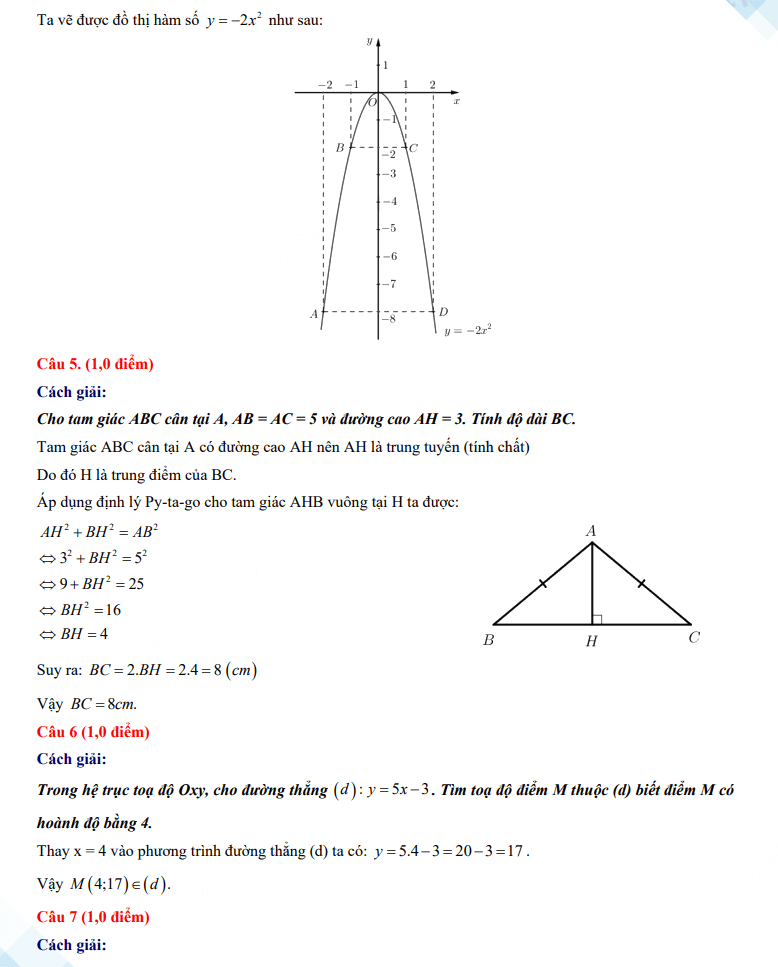 Ta vẽ được đồ thị hàm số y = −2x² như sau:
y
1
−2 −1 1 2
O x
−1
B −2 C
−3
−4
−5
−6
−7
A −8 D
y = −2x²
Câu 5. (1,0 điểm)
Cách giải:
Cho tam giác ABC cân tại A, AB = AC = 5 và đường cao AH = 3. Tính độ dài BC.
Tam giác ABC cân tại A có đường cao AH nên AH là trung tuyến (tính chất)
Do đó H là trung điểm của BC.
Áp dụng định lý Py-ta-go cho tam giác AHB vuông tại H ta được:
AH² + BH² = AB²
⇔ 3² + BH² = 5²
⇔ 9 + BH² = 25
⇔ BH² = 16
⇔ BH = 4
A
B H C
Suy ra: BC = 2.BH = 2.4 = 8 (cm)
Vậy BC = 8cm.
Câu 6 (1,0 điểm)
Cách giải:
Trong hệ trục toạ độ Oxy, cho đường thẳng (d): y = 5x − 3. Tìm toạ độ điểm M thuộc (d) biết điểm M có
hoành độ bằng 4.
Thay x = 4 vào phương trình đường thẳng (d) ta có: y = 5.4 − 3 = 20 − 3 = 17 .
Vậy M (4;17) ∈ (d).
Câu 7 (1,0 điểm)
Cách giải: